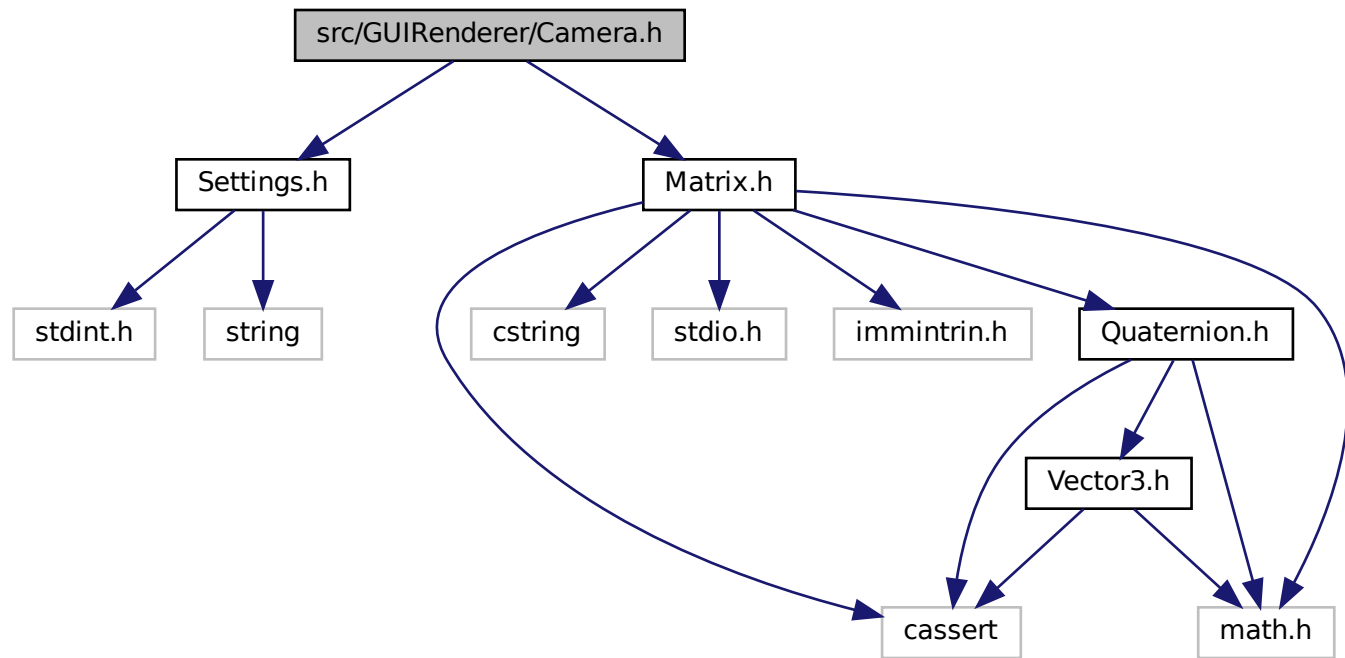 src/GUIRenderer/Camera.h
Settings.h
Matrix.h
stdint.h
string
cstring
stdio.h
immintrin.h
Quaternion.h
Vector3.h
cassert
math.h